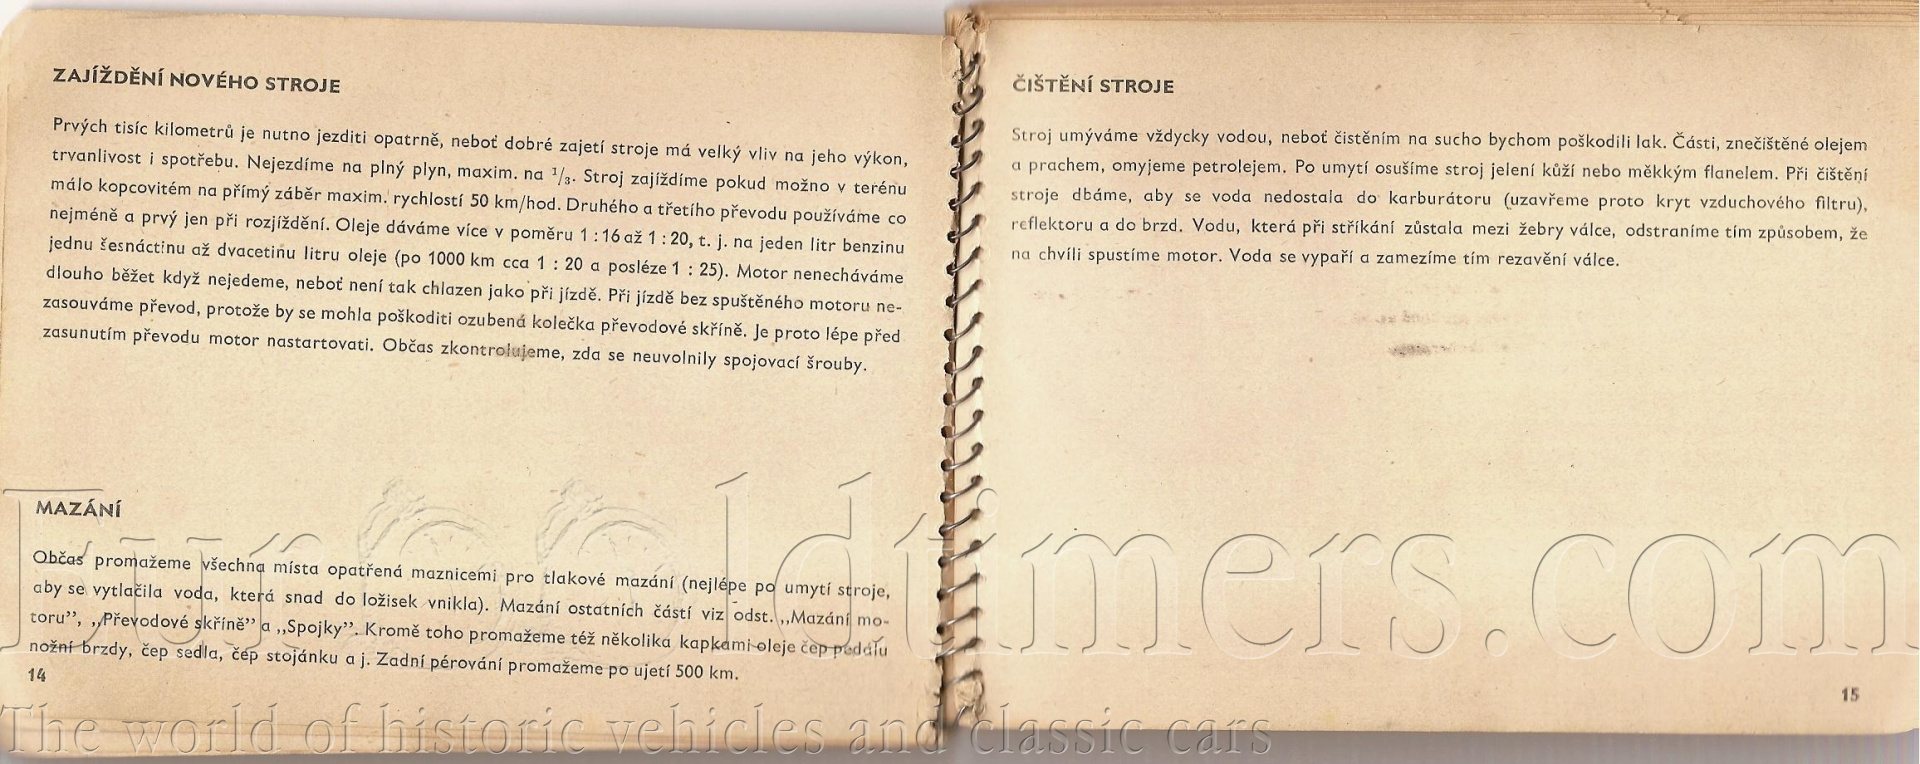 ZAJÍŽDĚNÍ NOVÉHO STROJE
Prvých tisíc kilometrů je nutno jezditi opatrně, neboť dobré zajetí stroje má velký vliv na jeho výkon,
trvanlivost i spotřebu. Nejezdíme na plný plyn, maxim. na 1/3. Stroj zajíždíme pokud možno v terénu
málo kopcovitém na přímý záběr maxim. rychlostí 50 km/hod. Druhého a třetího převodu používáme co
nejméně a prvý jen při rozjíždění. Oleje dáváme více v poměru 1 : 16 až 1 : 20, t. j. na jeden litr benzinu
jednu šesnáctinu až dvacetinu litru oleje (po 1000 km cca 1 : 20 a posléze 1 : 25). Motor nenecháváme
dlouho běžet když nejedeme, neboť není tak chlazen jako při jízdě. Při jízdě bez spuštěného motoru ne-
zasouváme převod, protože by se mohla poškoditi ozubená kolečka převodové skříně. Je proto lépe před
zasunutím převodu motor nastartovati. Občas zkontrolujeme, zda se neuvolnily spojovací šrouby.
MAZÁNÍ
Občas promažeme všechna místa opatřená maznicemi pro tlakové mazání (nejlépe po umytí stroje,
aby se vytlačila voda, která snad do ložisek vnikla). Mazání ostatních částí viz odst. ,,Mazání mo-
toru”, ,,Převodové skříně” a ,,Spojky”. Kromě toho promažeme též několika kapkami oleje čep pedálu
nožní brzdy, čep sedla, čep stojánku a j. Zadní pérování promažeme po ujetí 500 km.
14
ČIŠTĚNÍ STROJE
Stroj umýváme vždycky vodou, neboť čistěním na sucho bychom poškodili lak. Části, znečištěné olejem
a prachem, omyjeme petrolejem. Po umytí osušíme stroj jelení kůží nebo měkkým flanelem. Při čištění
stroje dbáme, aby se voda nedostala do karburátoru (uzavřeme proto kryt vzduchového filtru),
reflektoru a do brzd. Vodu, která při stříkání zůstala mezi žebry válce, odstraníme tím způsobem, že
na chvíli spustíme motor. Voda se vypaří a zamezíme tím rezavění válce.
15
Eurooldtimers.com
The world of historic vehicles and classic cars